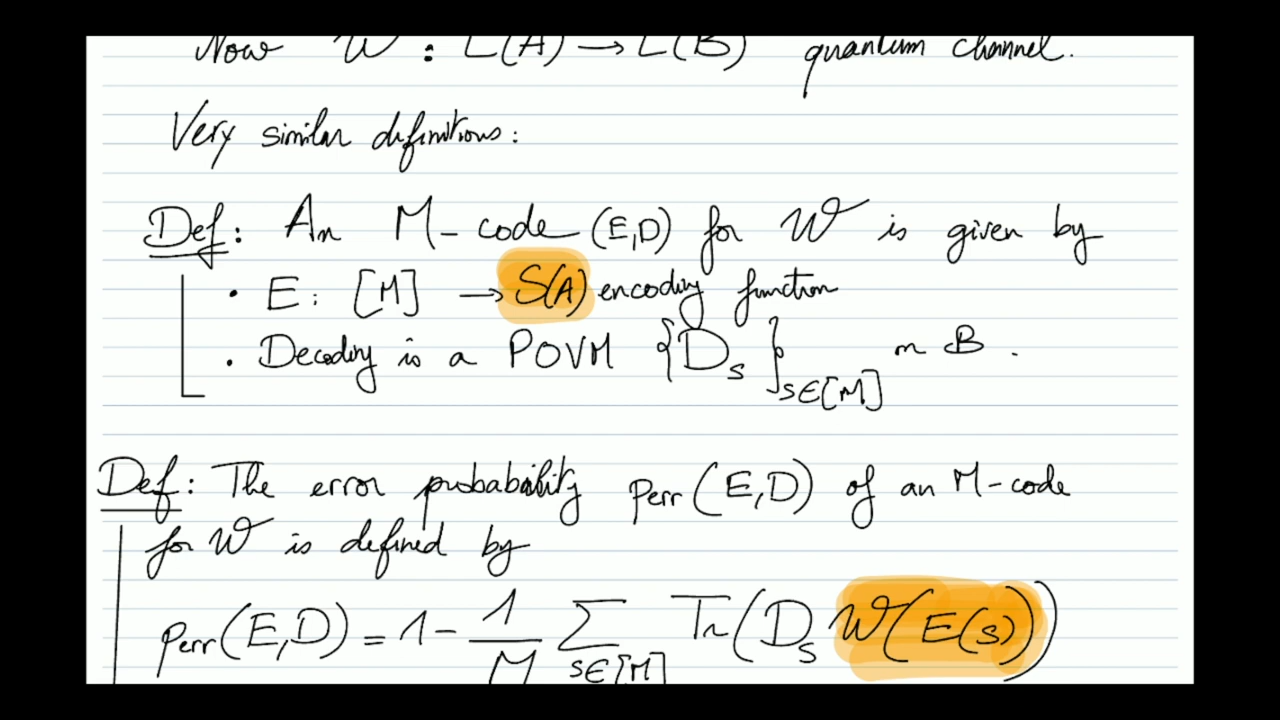 Now W : L(A) → L(B) quantum channel.
Very similar definitions:
Def: An M-code (E,D) for W is given by
• E: [M] → S(A) encoding function
• Decoding is a POVM {D_s}_{s∈[M]} on B.
Def: The error probability perr(E,D) of an M-code
for W is defined by
perr(E,D) = 1 - 1/M ∑_{s∈[M]} Tr(D_s W(E(s)))